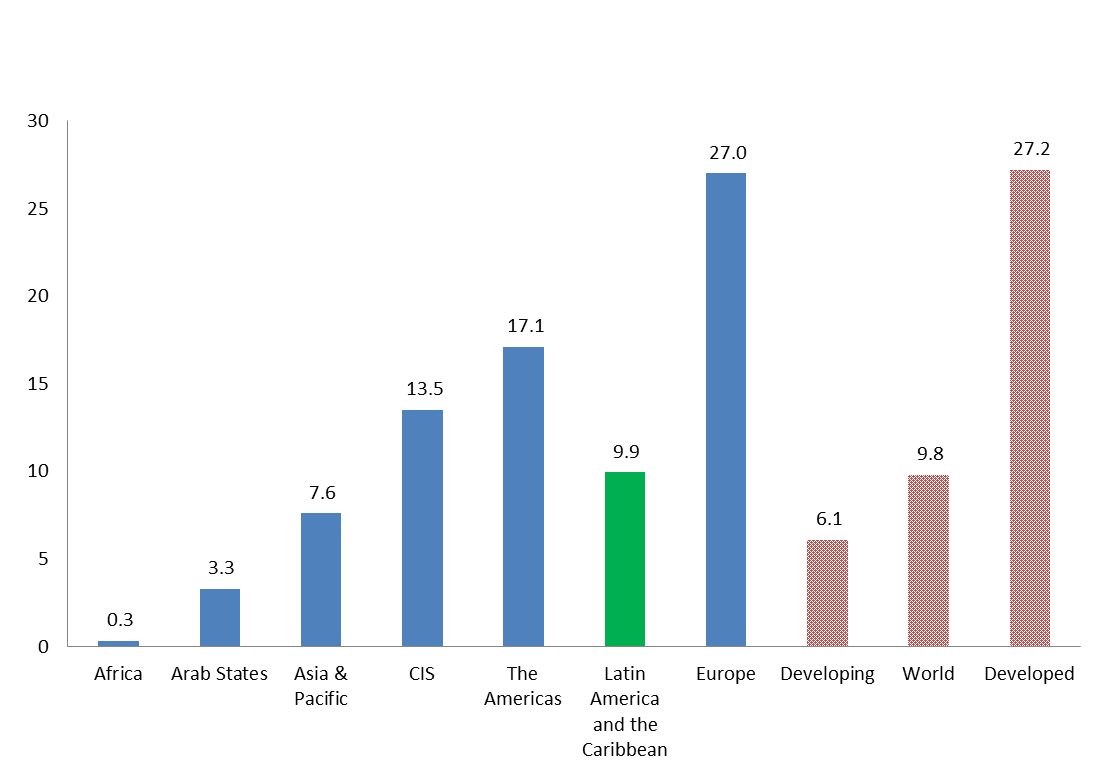 30
25
20
15
10
5
0
0.3
3.3
7.6
13.5
17.1
9.9
27.0
6.1
9.8
27.2
Africa
Arab States
Asia &
Pacific
CIS
The
Americas
Latin
America
and the
Caribbean
Europe
Developing
World
Developed